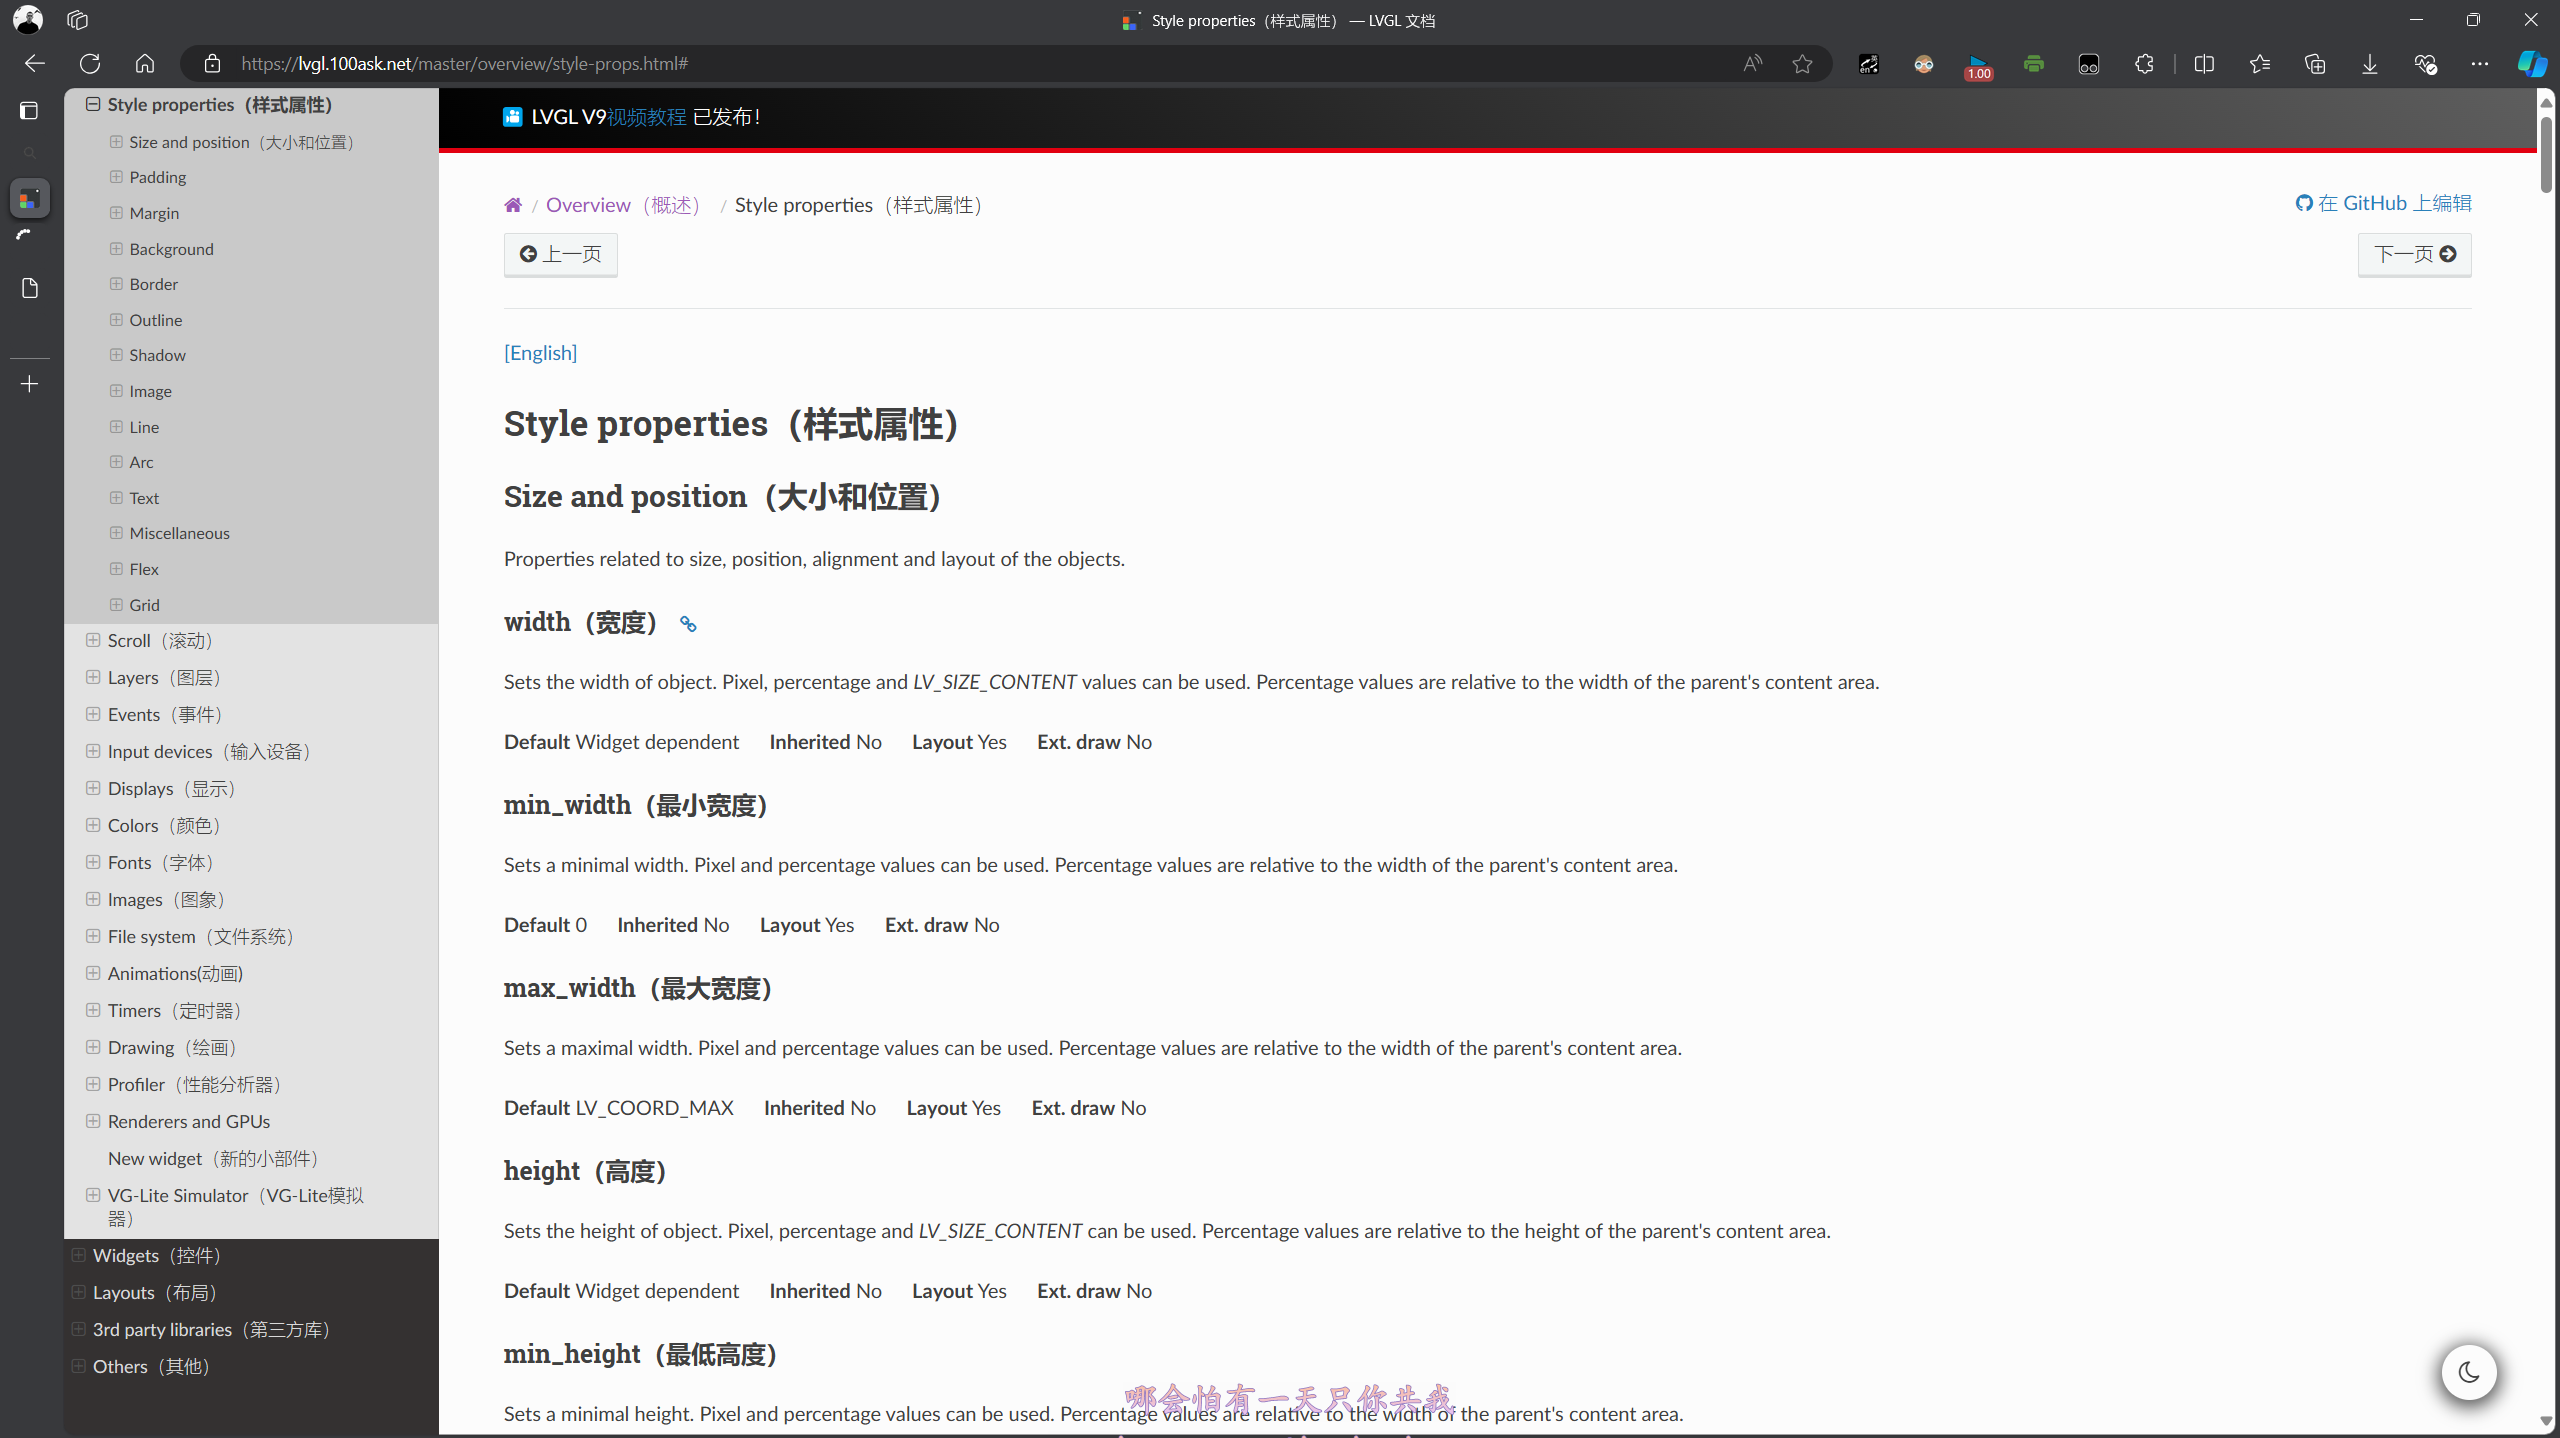 Style properties（样式属性） — LVGL 文档
https://lvgl.100ask.net/master/overview/style-props.html#
1.00
Style properties（样式属性）
Size and position（大小和位置）
Padding
Margin
Background
Border
Outline
Shadow
Image
Line
Arc
Text
Miscellaneous
Flex
Grid
Scroll（滚动）
Layers（图层）
Events（事件）
Input devices（输入设备）
Displays（显示）
Colors（颜色）
Fonts（字体）
Images（图象）
File system（文件系统）
Animations(动画)
Timers（定时器）
Drawing（绘画）
Profiler（性能分析器）
Renderers and GPUs
New widget（新的小部件）
VG-Lite Simulator（VG-Lite模拟
器）
Widgets（控件）
Layouts（布局）
3rd party libraries（第三方库）
Others（其他）
LVGL V9视频教程 已发布！
/ Overview（概述） / Style properties（样式属性）
在 GitHub 上编辑
上一页
下一页
[English]
Style properties（样式属性）
Size and position（大小和位置）
Properties related to size, position, alignment and layout of the objects.
width（宽度）
Sets the width of object. Pixel, percentage and LV_SIZE_CONTENT values can be used. Percentage values are relative to the width of the parent's content area.
Default Widget dependent Inherited No Layout Yes Ext. draw No
min_width（最小宽度）
Sets a minimal width. Pixel and percentage values can be used. Percentage values are relative to the width of the parent's content area.
Default 0 Inherited No Layout Yes Ext. draw No
max_width（最大宽度）
Sets a maximal width. Pixel and percentage values can be used. Percentage values are relative to the width of the parent's content area.
Default LV_COORD_MAX Inherited No Layout Yes Ext. draw No
height（高度）
Sets the height of object. Pixel, percentage and LV_SIZE_CONTENT can be used. Percentage values are relative to the height of the parent's content area.
Default Widget dependent Inherited No Layout Yes Ext. draw No
min_height（最低高度）
哪会怕有一天只你共我
Sets a minimal height. Pixel and percentage values can be used. Percentage values are relative to the width of the parent's content area.